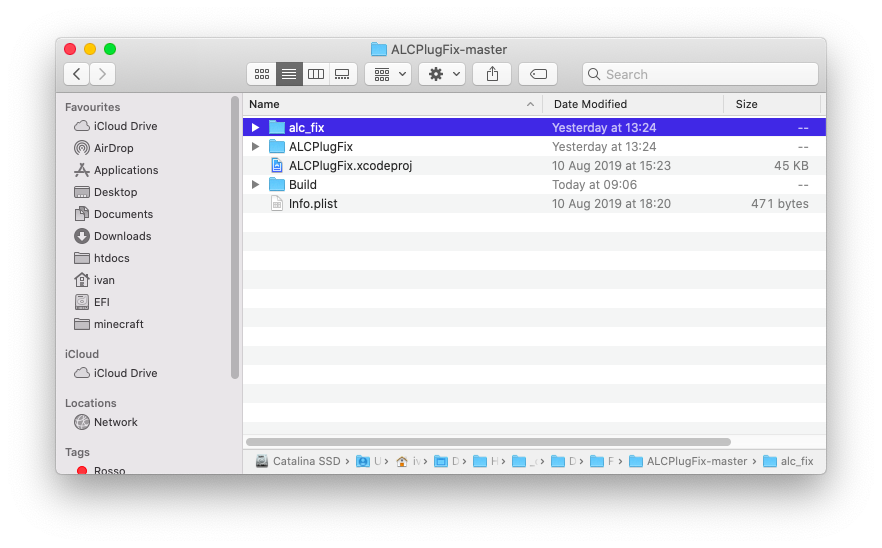 ALCPlugFix-master
Search
Favourites
iCloud Drive
AirDrop
Applications
Desktop
Documents
Downloads
htdocs
ivan
EFI
minecraft
iCloud
iCloud Drive
Locations
Network
Tags
Rosso
Name Date Modified Size
alc_fix Yesterday at 13:24 --
ALCPlugFix Yesterday at 13:24 --
ALCPlugFix.xcodeproj 10 Aug 2019 at 15:23 45 KB
Build Today at 09:06 --
Info.plist 10 Aug 2019 at 18:20 471 bytes
Catalina SSD › U › iv › D › H › _ › D › F › ALCPlugFix-master › alc_fix